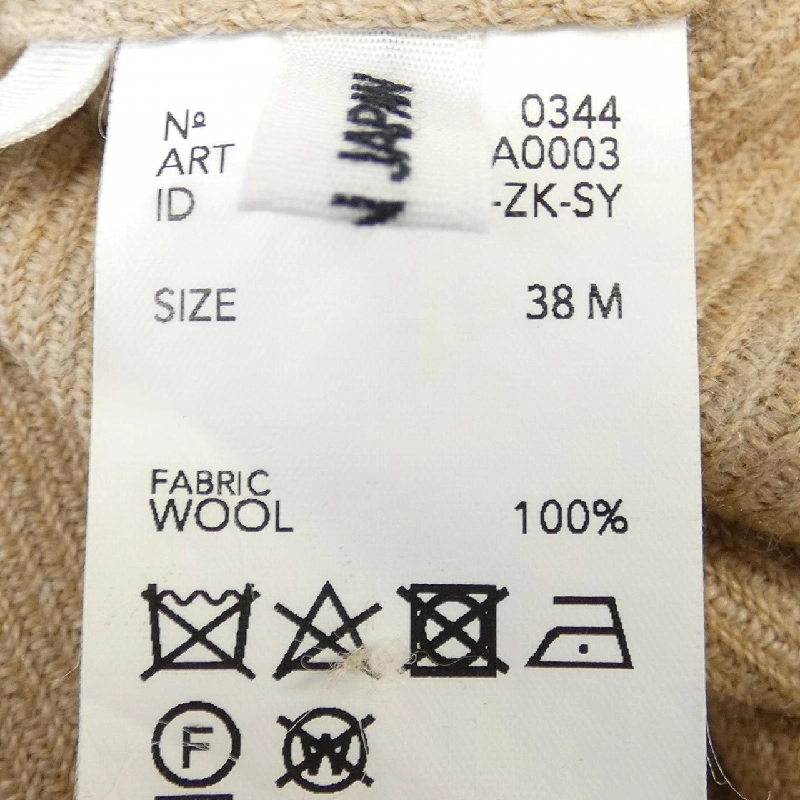 JAPAN
Nº 0344
ART A0003
ID -ZK-SY
SIZE 38 M
FABRIC
WOOL 100%
F
W